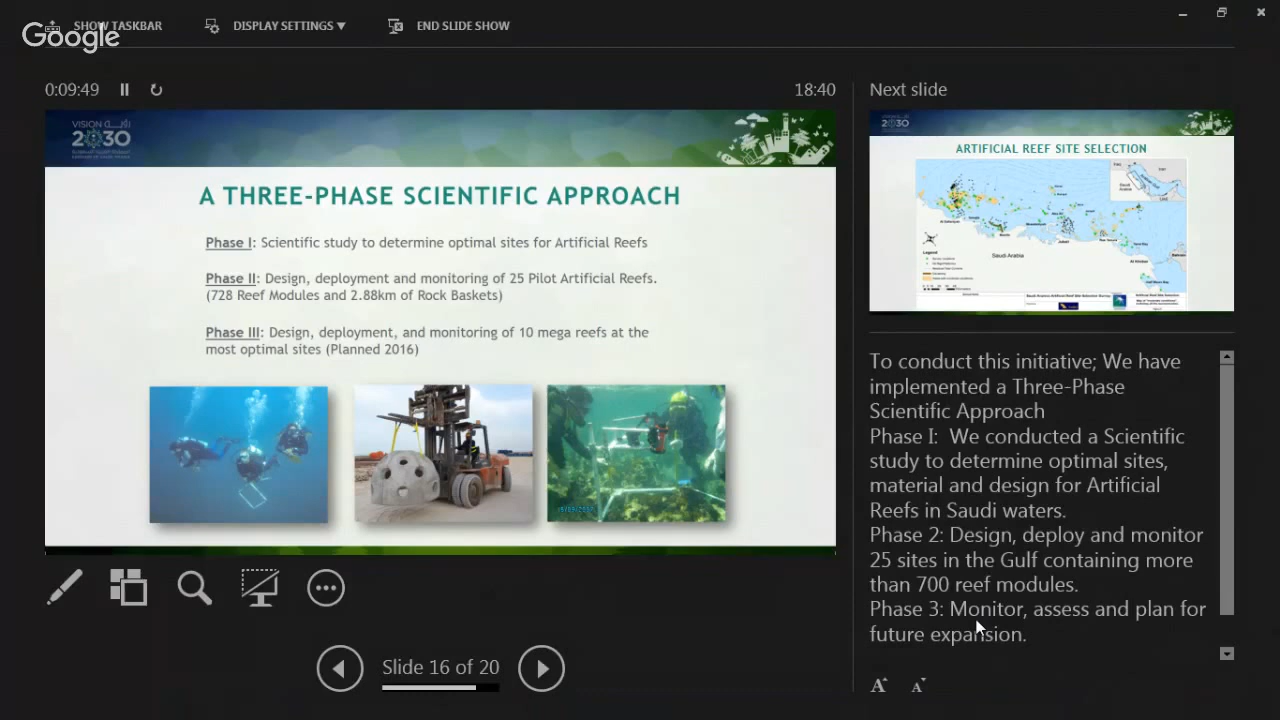 SHOW TASKBAR
DISPLAY SETTINGS ▼
END SLIDE SHOW
Google
0:09:49
18:40
Next slide
VISION
2030
A THREE-PHASE SCIENTIFIC APPROACH
Phase I: Scientific study to determine optimal sites for Artificial Reefs
Phase II: Design, deployment and monitoring of 25 Pilot Artificial Reefs.
(728 Reef Modules and 2.88km of Rock Baskets)
Phase III: Design, deployment, and monitoring of 10 mega reefs at the
most optimal sites (Planned 2016)
2030
ARTIFICIAL REEF SITE SELECTION
Saudi Arabia
Jubail
To conduct this initiative; We have
implemented a Three-Phase
Scientific Approach
Phase I:  We conducted a Scientific
study to determine optimal sites,
material and design for Artificial
Reefs in Saudi waters.
Phase 2: Design, deploy and monitor
25 sites in the Gulf containing more
than 700 reef modules.
Phase 3: Monitor, assess and plan for
future expansion.
Slide 16 of 20
A A